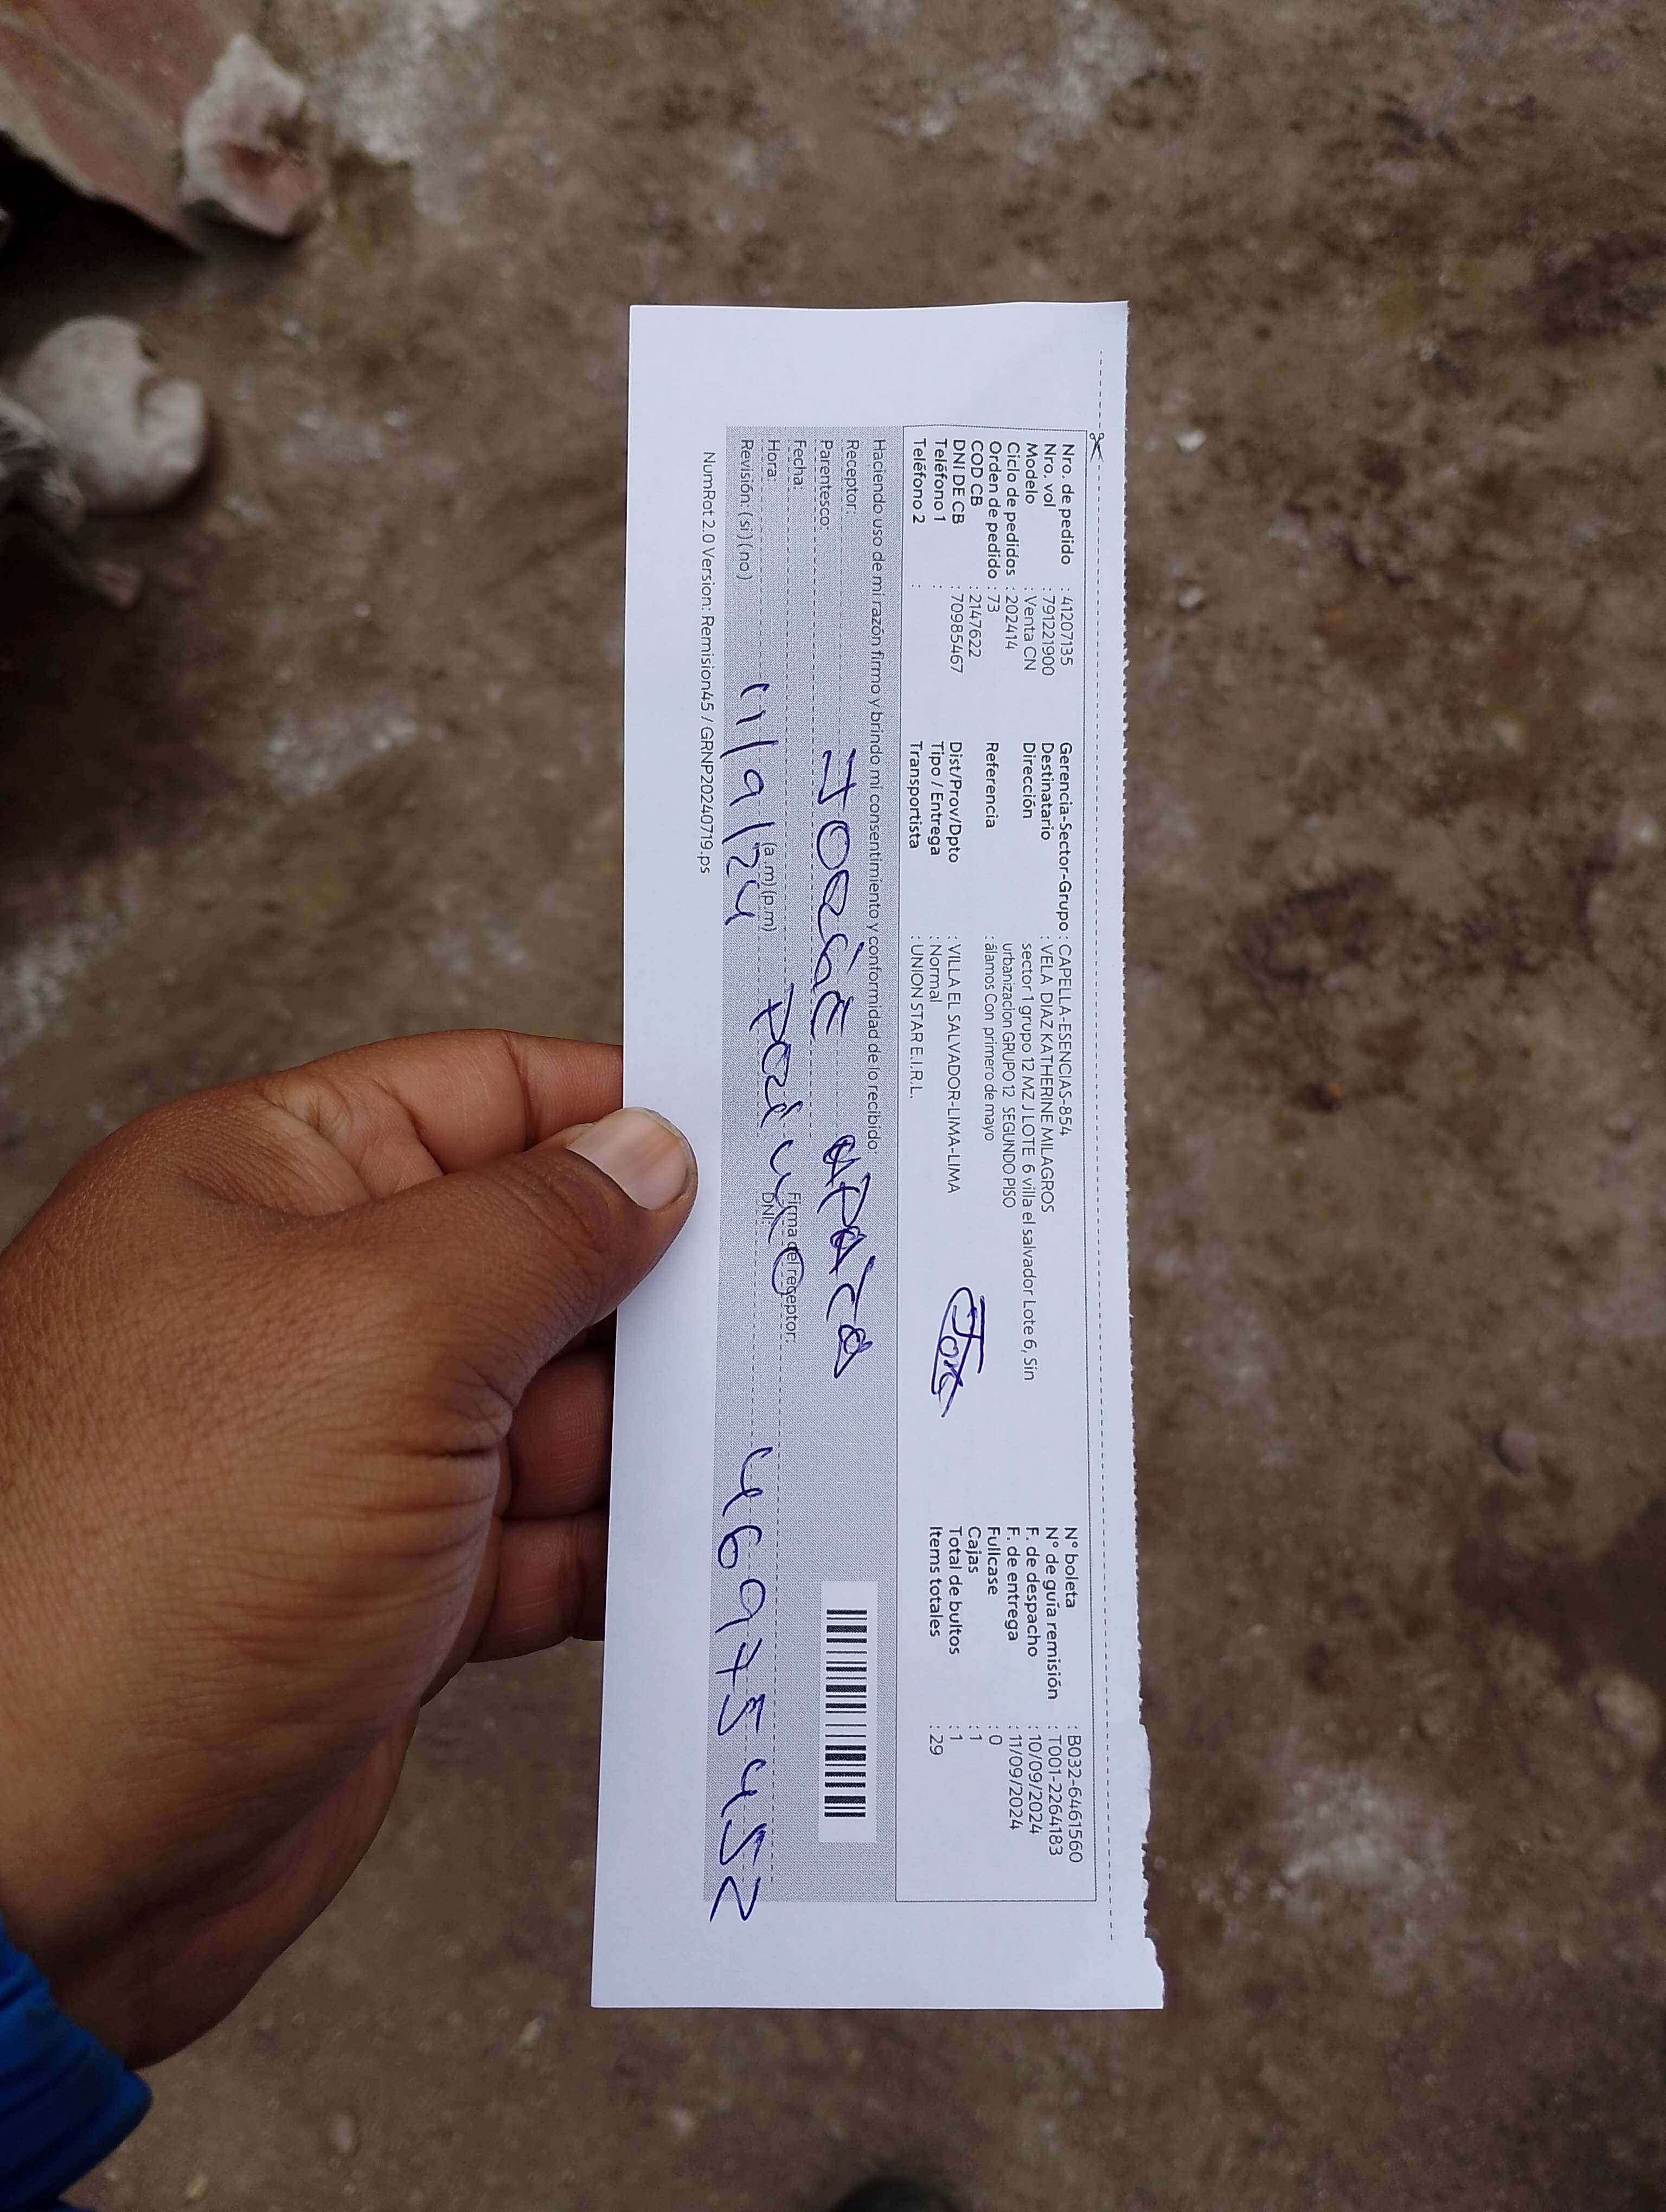 Nro. de pedido : 41207135
Nro. vol : 791221900
Modelo : Venta CN
Ciclo de pedidos : 202414
Orden de pedido : 73
COD CB : 2147622
DNI DE CB : 70985467
Teléfono 1 :
Teléfono 2 :
Gerencia-Sector-Grupo : CAPELLA-ESENCIAS-854
Destinatario : VELA DIAZ KATHERINE MILAGROS
Dirección sector 1 grupo 12 MZ J LOTE 6 villa el salvador Lote 6, Sin
urbanizacion GRUPO 12 SEGUNDO PISO
Referencia : álamos Con primero de mayo
Dist/Prov/Dpto : VILLA EL SALVADOR-LIMA-LIMA
Tipo / Entrega : Normal
Transportista : UNION STAR E.I.R.L.
N° boleta : B032-6461560
N° de guía remisión : T001-2264183
F. de despacho : 10/09/2024
F. de entrega : 11/09/2024
Fullcase : 0
Cajas : 1
Total de bultos : 1
Items totales : 29
Haciendo uso de mi razón firmo y brindo mi consentimiento y conformidad de lo recibido:
Receptor: JORGE APAZA
Parentesco:
Fecha:
Firma del receptor:
Hora: (a.m) (p.m)
DNI:
Revisión ( si ) ( no )
11/9/24
46975452
NumRot 2.0 Version: Remision45 / GRNP20240719.ps